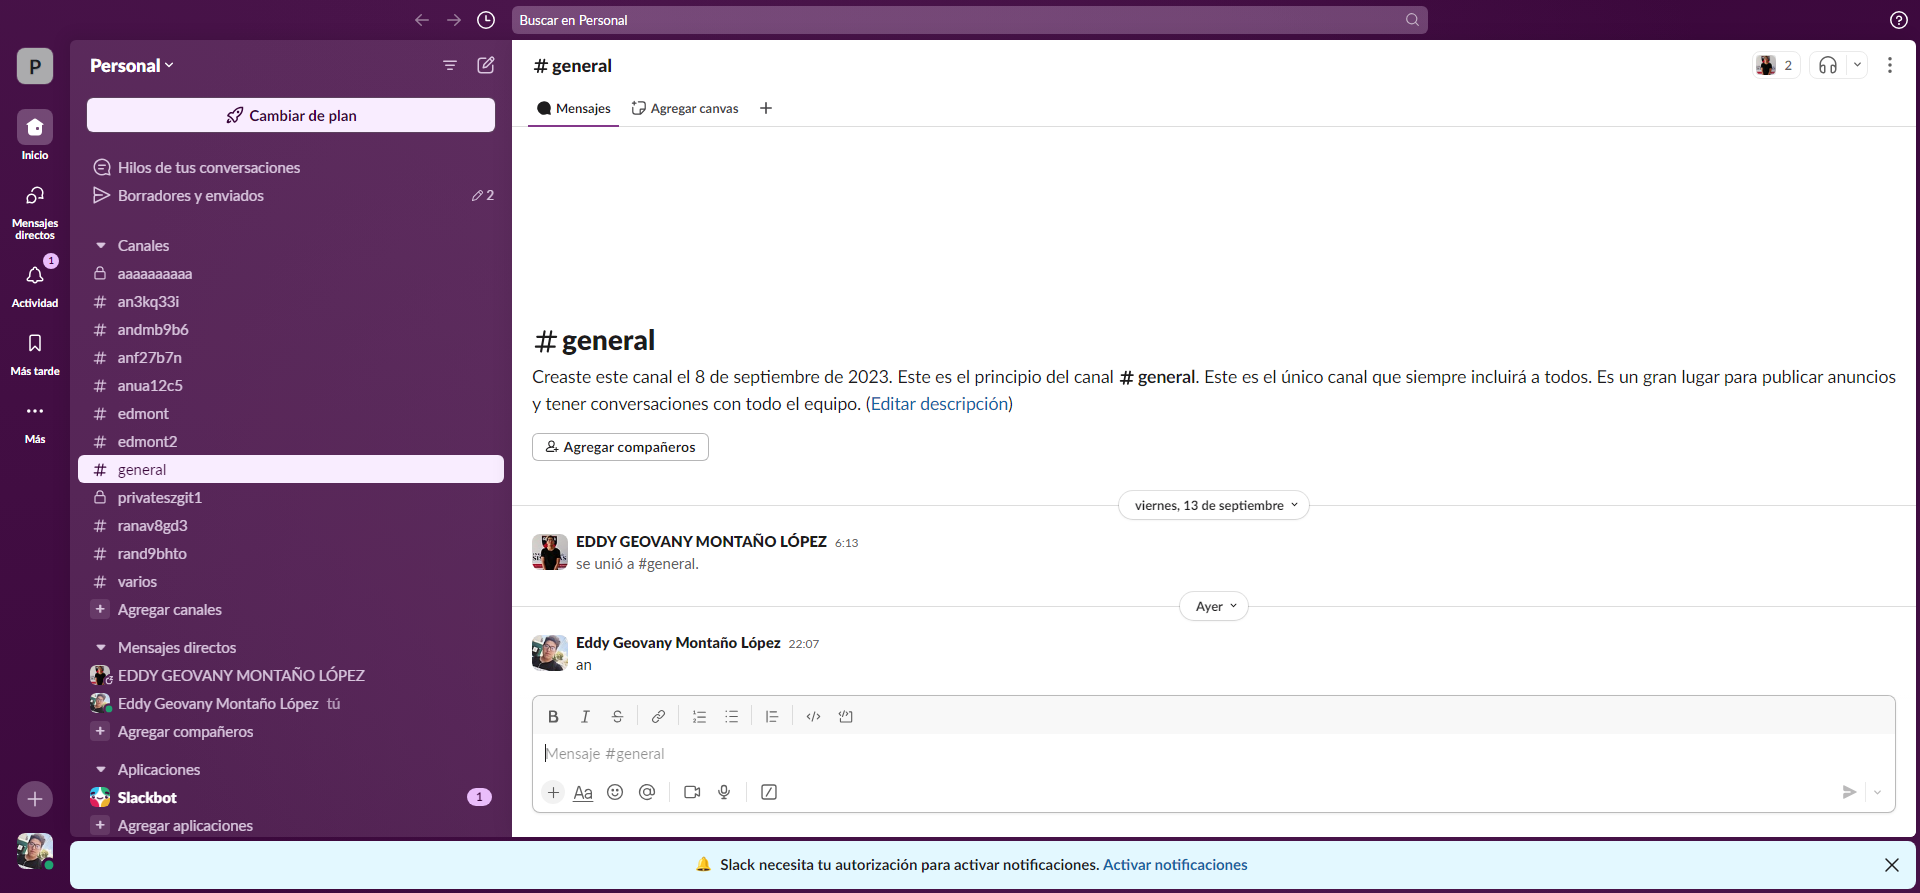 Buscar en Personal
P
Inicio
Mensajes
directos
1
Actividad
Más tarde
Más
Personal
Cambiar de plan
Hilos de tus conversaciones
Borradores y enviados 2
Canales
aaaaaaaaaa
# an3kq33i
# andmb9b6
# anf27b7n
# anua12c5
# edmont
# edmont2
# general
privateszgit1
# ranav8gd3
# rand9bhto
# varios
+ Agregar canales
Mensajes directos
EDDY GEOVANY MONTAÑO LÓPEZ
Eddy Geovany Montaño López tú
+ Agregar compañeros
Aplicaciones
Slackbot 1
+ Agregar aplicaciones
# general
2
Mensajes
Agregar canvas
# general
Creaste este canal el 8 de septiembre de 2023. Este es el principio del canal # general. Este es el único canal que siempre incluirá a todos. Es un gran lugar para publicar anuncios
y tener conversaciones con todo el equipo. (Editar descripción)
Agregar compañeros
viernes, 13 de septiembre
EDDY GEOVANY MONTAÑO LÓPEZ 6:13
se unió a #general.
Ayer
Eddy Geovany Montaño López 22:07
an
B I S
Mensaje #general
+ Aa @
Slack necesita tu autorización para activar notificaciones. Activar notificaciones